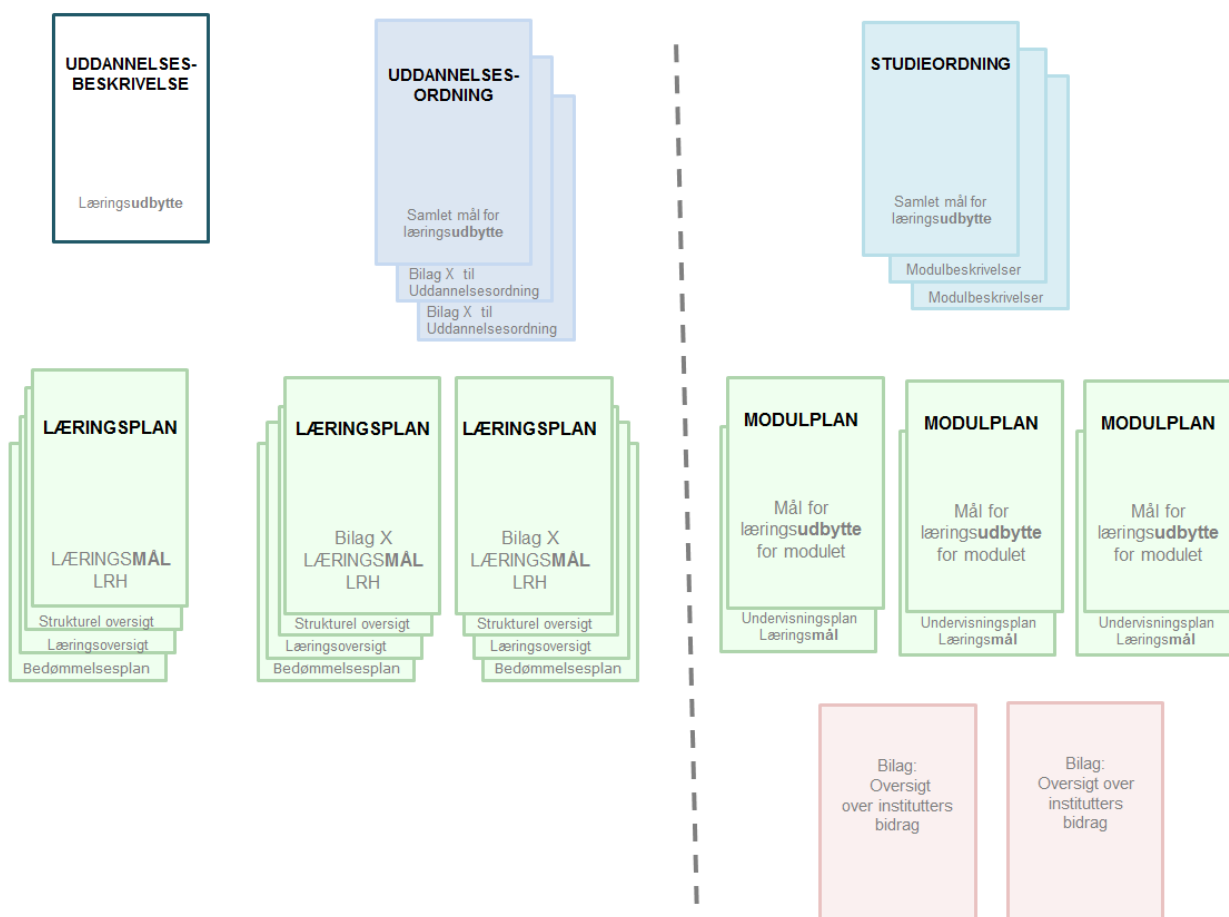 UDDANNELSES-
BESKRIVELSE
Læringsudbytte
UDDANNELSES-
ORDNING
Samlet mål for
læringsudbytte
Bilag X til
Uddannelsesordning
Bilag X til
Uddannelsesordning
STUDIEORDNING
Samlet mål for
læringsudbytte
Modulbeskrivelser
Modulbeskrivelser
LÆRINGSPLAN
LÆRINGSMÅL
LRH
Strukturel oversigt
Læringsoversigt
Bedømmelsesplan
LÆRINGSPLAN
Bilag X
LÆRINGSMÅL
LRH
Strukturel oversigt
Læringsoversigt
Bedømmelsesplan
LÆRINGSPLAN
Bilag X
LÆRINGSMÅL
LRH
Strukturel oversigt
Læringsoversigt
Bedømmelsesplan
MODULPLAN
Mål for
læringsudbytte
for modulet
Undervisningsplan
Læringsmål
MODULPLAN
Mål for
læringsudbytte
for modulet
Undervisningsplan
Læringsmål
MODULPLAN
Mål for
læringsudbytte
for modulet
Undervisningsplan
Læringsmål
Bilag:
Oversigt
over institutters
bidrag
Bilag:
Oversigt over
institutters
bidrag